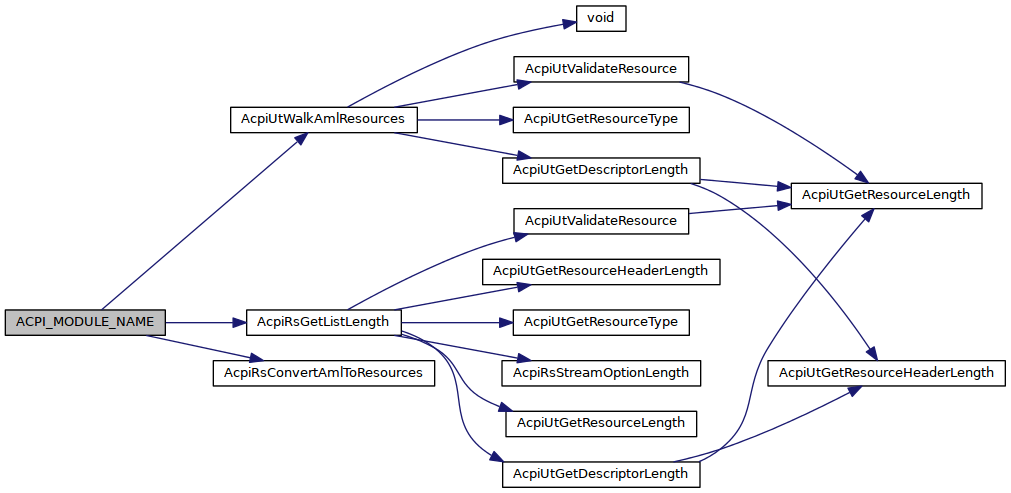 void
AcpiUtValidateResource
AcpiUtWalkAmlResources
AcpiUtGetResourceType
AcpiUtGetDescriptorLength
AcpiUtGetResourceLength
AcpiUtValidateResource
AcpiUtGetResourceHeaderLength
ACPI_MODULE_NAME
AcpiRsGetListLength
AcpiUtGetResourceType
AcpiRsConvertAmlToResources
AcpiRsStreamOptionLength
AcpiUtGetResourceHeaderLength
AcpiUtGetResourceLength
AcpiUtGetDescriptorLength